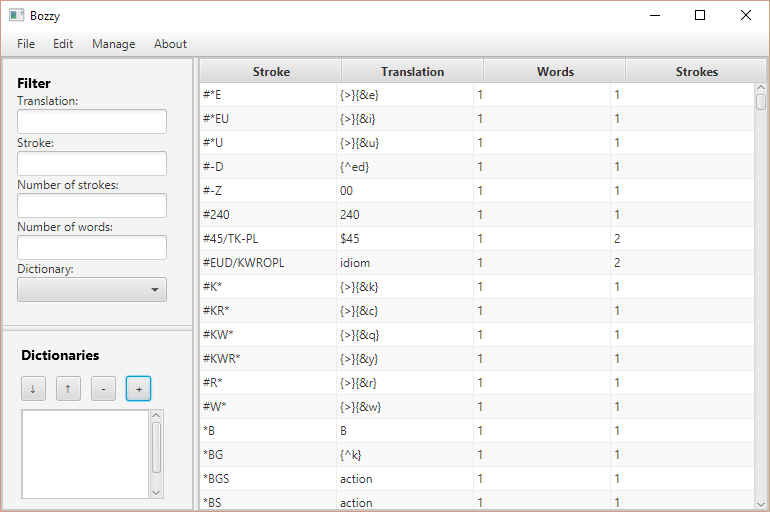 Bozzy
File Edit Manage About
Filter
Translation:
Stroke:
Number of strokes:
Number of words:
Dictionary:
Dictionaries
↓ ↑ - +
Stroke Translation Words Strokes
#*E {>}{&e} 1 1
#*EU {>}{&i} 1 1
#*U {>}{&u} 1 1
#-D {^ed} 1 1
#-Z 00 1 1
#240 240 1 1
#45/TK-PL $45 1 2
#EUD/KWROPL idiom 1 2
#K* {>}{&k} 1 1
#KR* {>}{&c} 1 1
#KW* {>}{&q} 1 1
#KWR* {>}{&y} 1 1
#R* {>}{&r} 1 1
#W* {>}{&w} 1 1
*B B 1 1
*BG {^k} 1 1
*BGS action 1 1
*BS action 1 1